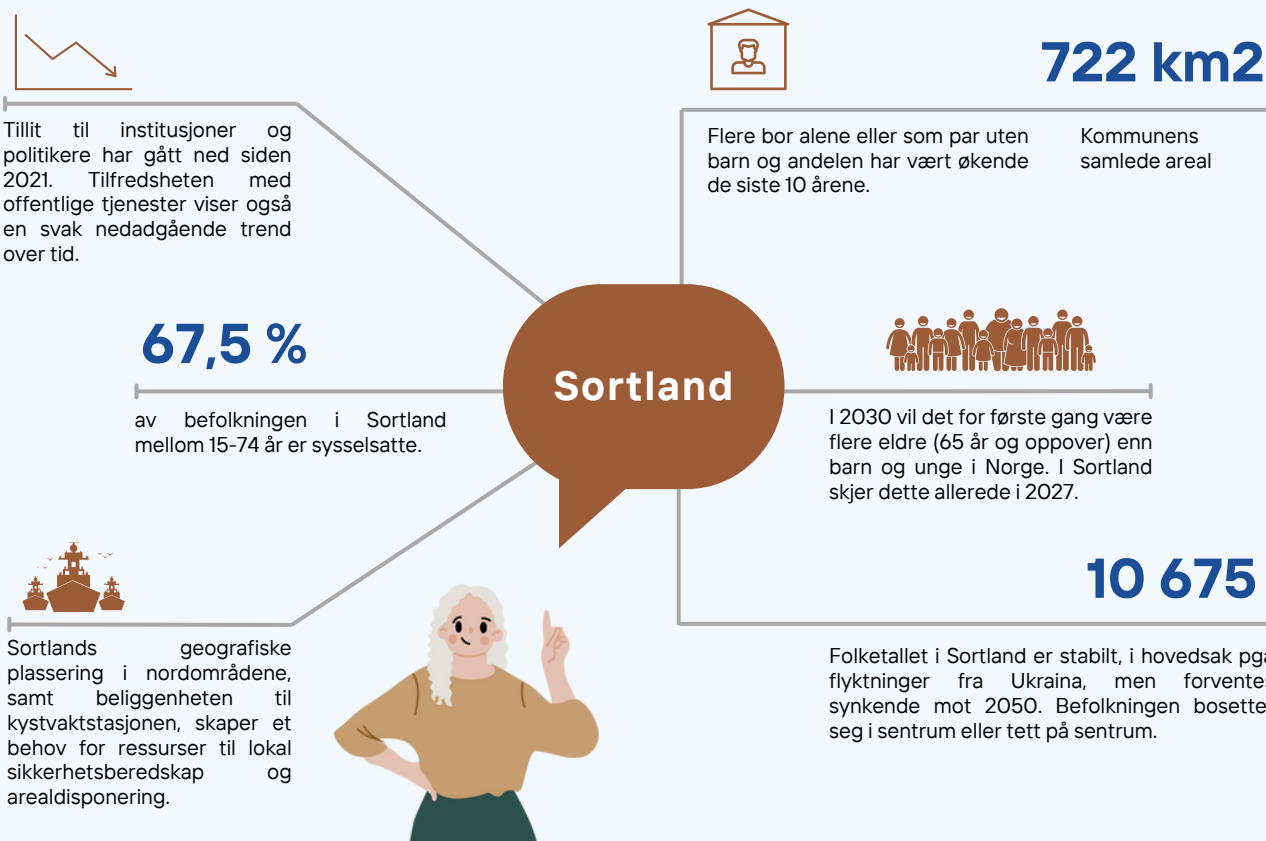 Tillit til institusjoner og
politikere har gått ned siden
2021. Tilfredsheten med
offentlige tjenester viser også
en svak nedadgående trend
over tid.
722 km2
Flere bor alene eller som par uten
barn og andelen har vært økende
de siste 10 årene.
Kommunens
samlede areal
67,5 %
av befolkningen i Sortland
mellom 15-74 år er sysselsatte.
Sortland
I 2030 vil det for første gang være
flere eldre (65 år og oppover) enn
barn og unge i Norge. I Sortland
skjer dette allerede i 2027.
Sortlands geografiske
plassering i nordområdene,
samt beliggenheten til
kystvaktstasjonen, skaper et
behov for ressurser til lokal
sikkerhetsberedskap og
arealdisponering.
10 675
Folketallet i Sortland er stabilt, i hovedsak pga
flyktninger fra Ukraina, men forventes
synkende mot 2050. Befolkningen bosette
seg i sentrum eller tett på sentrum.